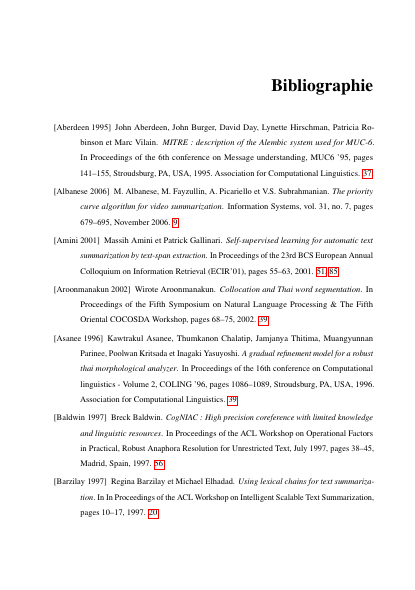 Bibliographie
[Aberdeen 1995] John Aberdeen, John Burger, David Day, Lynette Hirschman, Patricia Ro-
binson et Marc Vilain. MITRE : description of the Alembic system used for MUC-6.
In Proceedings of the 6th conference on Message understanding, MUC6 '95, pages
141–155, Stroudsburg, PA, USA, 1995. Association for Computational Linguistics. 37
[Albanese 2006] M. Albanese, M. Fayzullin, A. Picariello et V.S. Subrahmanian. The priority
curve algorithm for video summarization. Information Systems, vol. 31, no. 7, pages
679–695, November 2006. 9
[Amini 2001] Massih Amini et Patrick Gallinari. Self-supervised learning for automatic text
summarization by text-span extraction. In Proceedings of the 23rd BCS European Annual
Colloquium on Information Retrieval (ECIR'01), pages 55–63, 2001. 51, 85
[Aroonmanakun 2002] Wirote Aroonmanakun. Collocation and Thai word segmentation. In
Proceedings of the Fifth Symposium on Natural Language Processing & The Fifth
Oriental COCOSDA Workshop, pages 68–75, 2002. 39
[Asanee 1996] Kawtrakul Asanee, Thumkanon Chalatip, Jamjanya Thitima, Muangyunnan
Parinee, Poolwan Kritsada et Inagaki Yasuyoshi. A gradual refinement model for a robust
thai morphological analyzer. In Proceedings of the 16th conference on Computational
linguistics - Volume 2, COLING '96, pages 1086–1089, Stroudsburg, PA, USA, 1996.
Association for Computational Linguistics. 39
[Baldwin 1997] Breck Baldwin. CogNIAC : High precision coreference with limited knowledge
and linguistic resources. In Proceedings of the ACL Workshop on Operational Factors
in Practical, Robust Anaphora Resolution for Unrestricted Text, July 1997, pages 38–45,
Madrid, Spain, 1997. 56
[Barzilay 1997] Regina Barzilay et Michael Elhadad. Using lexical chains for text summariza-
tion. In In Proceedings of the ACL Workshop on Intelligent Scalable Text Summarization,
pages 10–17, 1997. 20